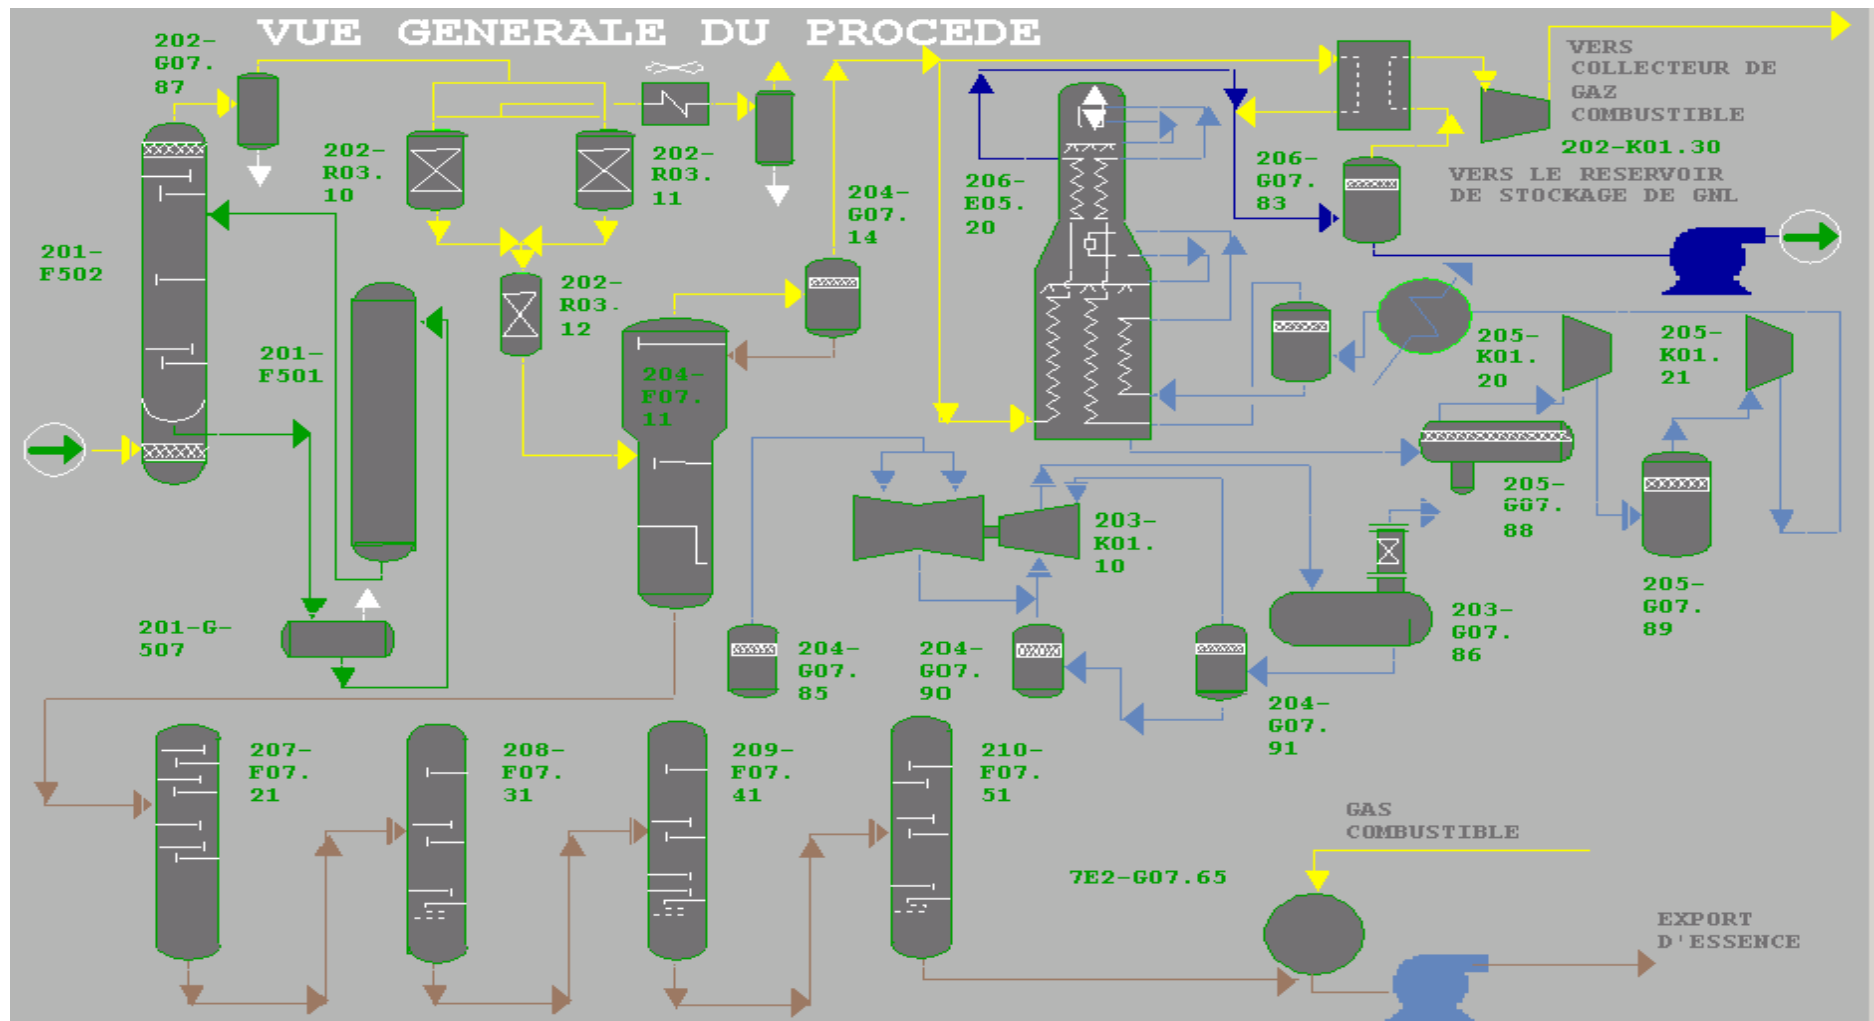 VUE GENERALE DU PROCEDE
202-
G07.
87
202-
R03.
10
202-
R03.
11
204-
G07.
14
206-
E05.
20
206-
G07.
83
VERS
COLLECTEUR DE
GAZ
COMBUSTIBLE
202-K01.30
VERS LE RESERVOIR
DE STOCKAGE DE GNL
201-
F502
201-
F501
202-
R03.
12
204-
F07.
11
205-
K01.
20
205-
K01.
21
203-
K01.
10
205-
G07.
88
205-
G07.
89
201-G-
507
204-
G07.
85
204-
G07.
90
204-
G07.
91
203-
G07.
86
207-
F07.
21
208-
F07.
31
209-
F07.
41
210-
F07.
51
GAS
COMBUSTIBLE
7E2-G07.65
EXPORT
D'ESSENCE